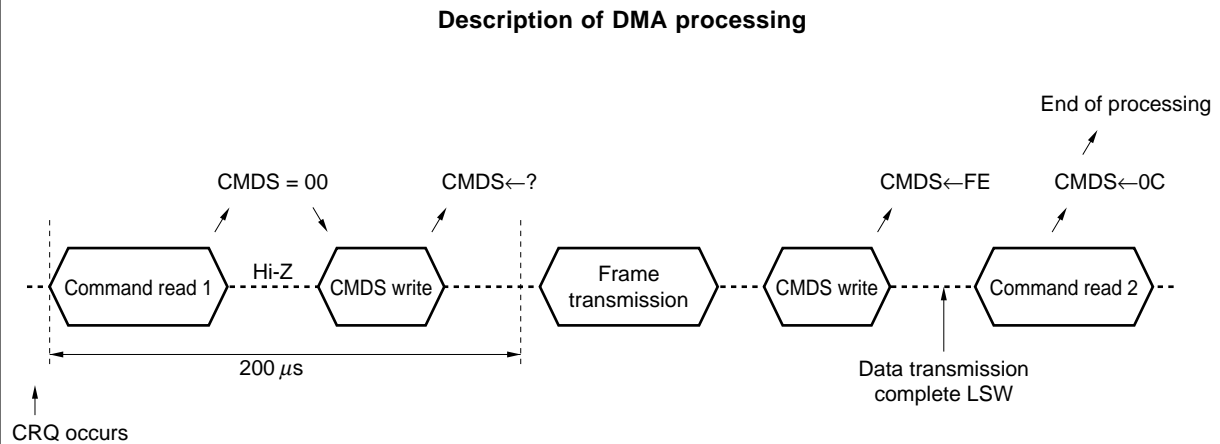 Description of DMA processing
End of processing
CMDS = 00
CMDS←?
CMDS←FE
CMDS←0C
Command read 1
Hi-Z
CMDS write
Frame
transmission
CMDS write
Command read 2
200 μs
Data transmission
complete LSW
CRQ occurs